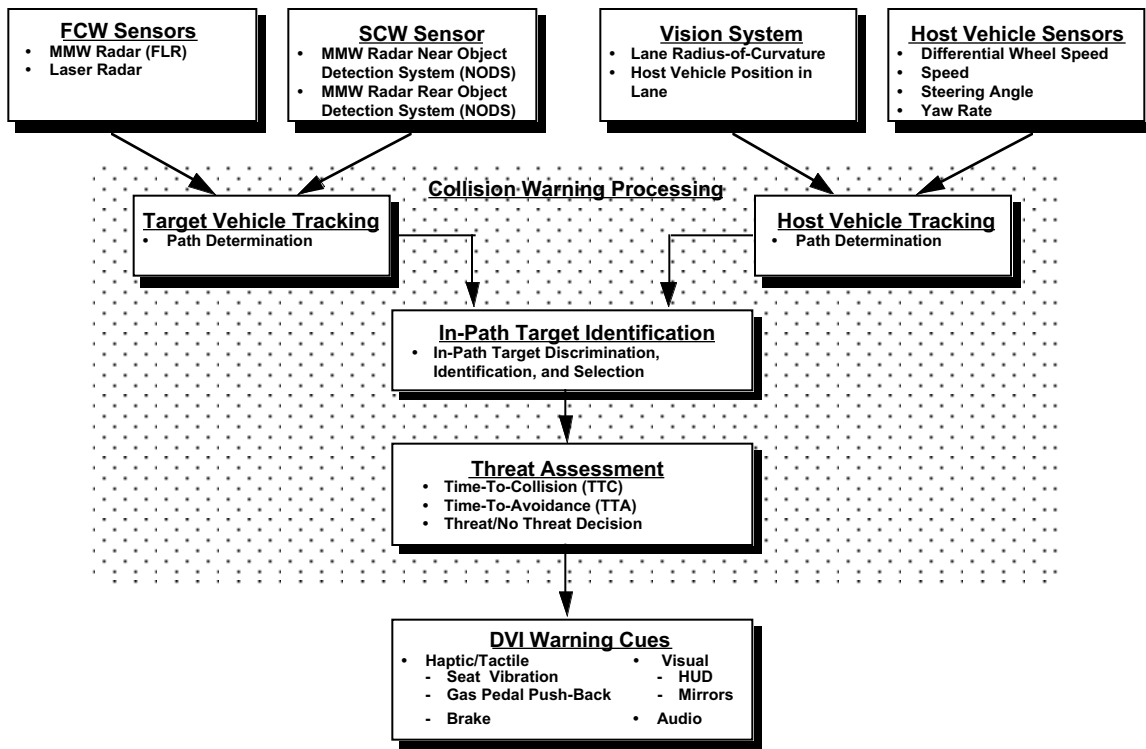 FCW Sensors
• MMW Radar (FLR)
• Laser Radar
SCW Sensor
• MMW Radar Near Object
Detection System (NODS)
• MMW Radar Rear Object
Detection System (NODS)
Vision System
• Lane Radius-of-Curvature
• Host Vehicle Position in
Lane
Host Vehicle Sensors
• Differential Wheel Speed
• Speed
• Steering Angle
• Yaw Rate
Collision Warning Processing
Target Vehicle Tracking
• Path Determination
Host Vehicle Tracking
• Path Determination
In-Path Target Identification
• In-Path Target Discrimination,
Identification, and Selection
Threat Assessment
• Time-To-Collision (TTC)
• Time-To-Avoidance (TTA)
• Threat/No Threat Decision
DVI Warning Cues
• Haptic/Tactile
- Seat Vibration
- Gas Pedal Push-Back
- Brake
• Visual
- HUD
- Mirrors
• Audio